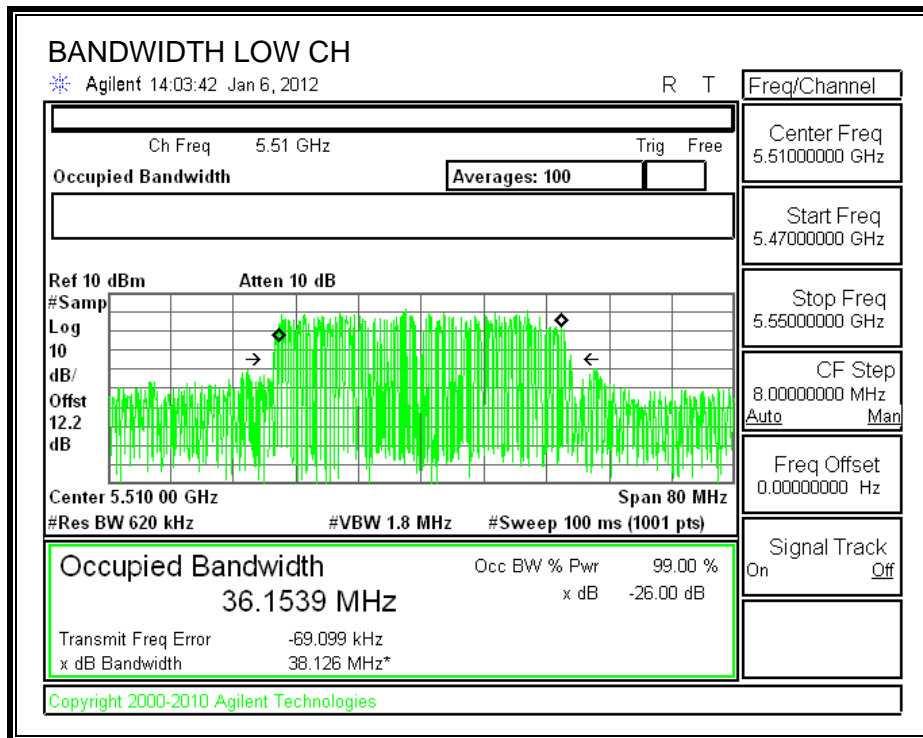 BANDWIDTH LOW CH
Agilent 14:03:42 Jan 6, 2012 R T
Ch Freq 5.51 GHz Trig Free
Occupied Bandwidth Averages: 100
Ref 10 dBm Atten 10 dB
#Samp
Log
10
dB/
Offst
12.2
dB
Center 5.510 00 GHz Span 80 MHz
#Res BW 620 kHz #VBW 1.8 MHz #Sweep 100 ms (1001 pts)
Occupied Bandwidth Occ BW % Pwr 99.00 %
36.1539 MHz x dB -26.00 dB
Transmit Freq Error -69.099 kHz
x dB Bandwidth 38.126 MHz*
Copyright 2000-2010 Agilent Technologies
Freq/Channel
Center Freq
5.51000000 GHz
Start Freq
5.47000000 GHz
Stop Freq
5.55000000 GHz
CF Step
8.00000000 MHz
Auto Man
Freq Offset
0.00000000 Hz
Signal Track
On Off